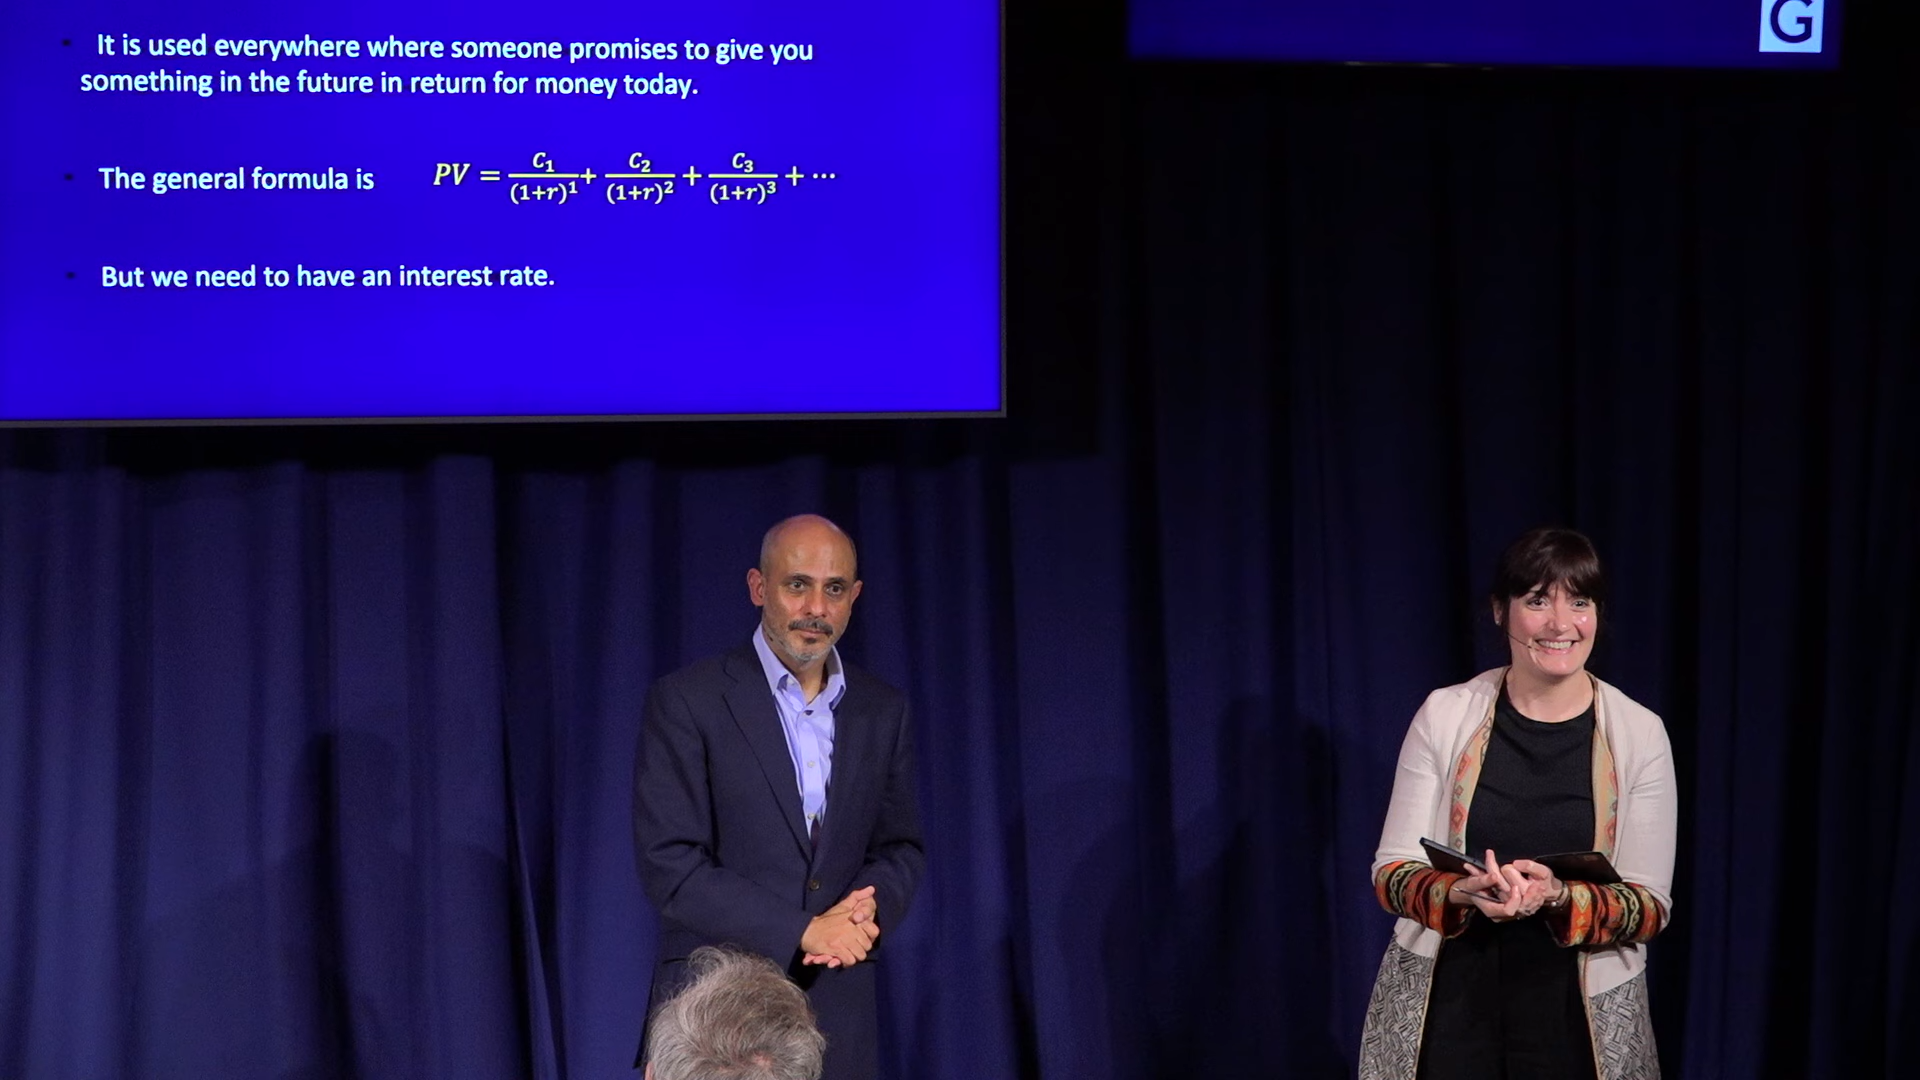 It is used everywhere where someone promises to give you
something in the future in return for money today.
The general formula is PV = C₁/(1+r)¹ + C₂/(1+r)² + C₃/(1+r)³ + ⋯
But we need to have an interest rate.
G